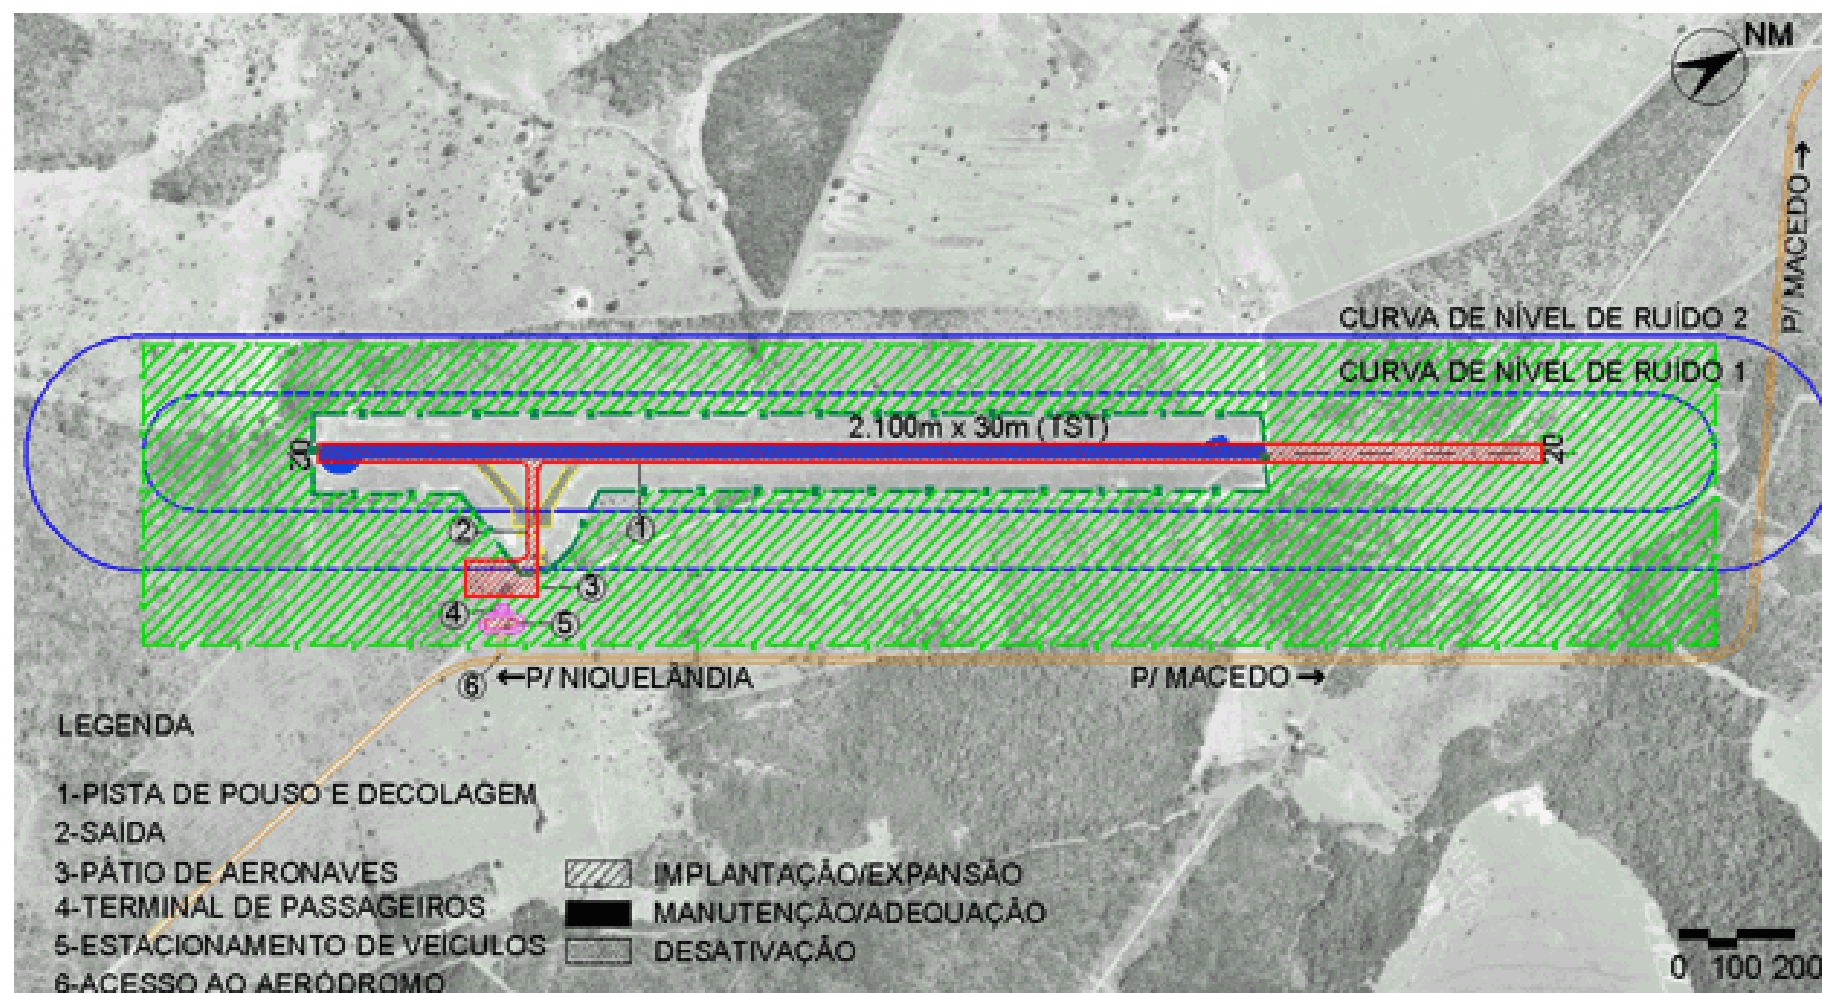 NM
P/ MACEDO→
CURVA DE NÍVEL DE RUÍDO 2
CURVA DE NÍVEL DE RUÍDO 1
2.100m x 30m (TST)
20
2
1
3
4
5
6
←P/ NIQUELÂNDIA
P/ MACEDO→
LEGENDA
1-PISTA DE POUSO E DECOLAGEM
2-SAÍDA
3-PÁTIO DE AERONAVES
4-TERMINAL DE PASSAGEIROS
5-ESTACIONAMENTO DE VEICULOS
6-ACESSO AO AERÓDROMO
IMPLANTAÇÃO/EXPANSÃO
MANUTENÇÃO/ADEQUAÇÃO
DESATIVAÇÃO
0 100 200